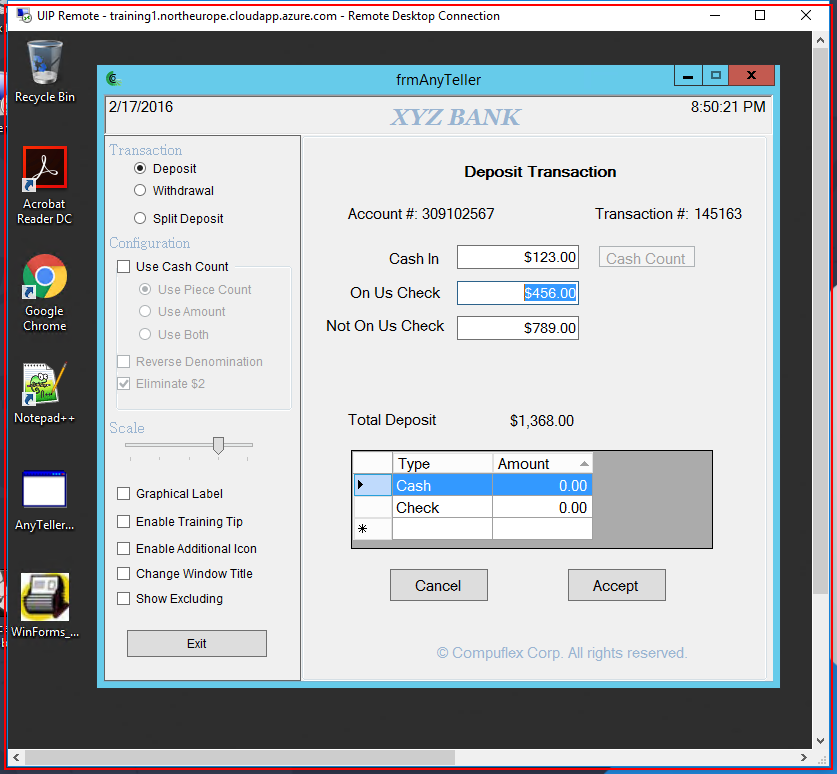 UIP Remote - training1.northeurope.cloudapp.azure.com - Remote Desktop Connection
Recycle Bin
Acrobat
Reader DC
Google
Chrome
Notepad++
AnyTeller...
WinForms_...
frmAnyTeller
2/17/2016
XYZ BANK
8:50:21 PM
Transaction
Deposit
Withdrawal
Split Deposit
Configuration
Use Cash Count
Use Piece Count
Use Amount
Use Both
Reverse Denomination
Eliminate $2
Scale
Graphical Label
Enable Training Tip
Enable Additional Icon
Change Window Title
Show Excluding
Exit
Deposit Transaction
Account #: 309102567 Transaction #: 145163
Cash In $123.00 Cash Count
On Us Check $456.00
Not On Us Check $789.00
Total Deposit $1,368.00
Type Amount
Cash 0.00
Check 0.00
Cancel Accept
© Compuflex Corp. All rights reserved.